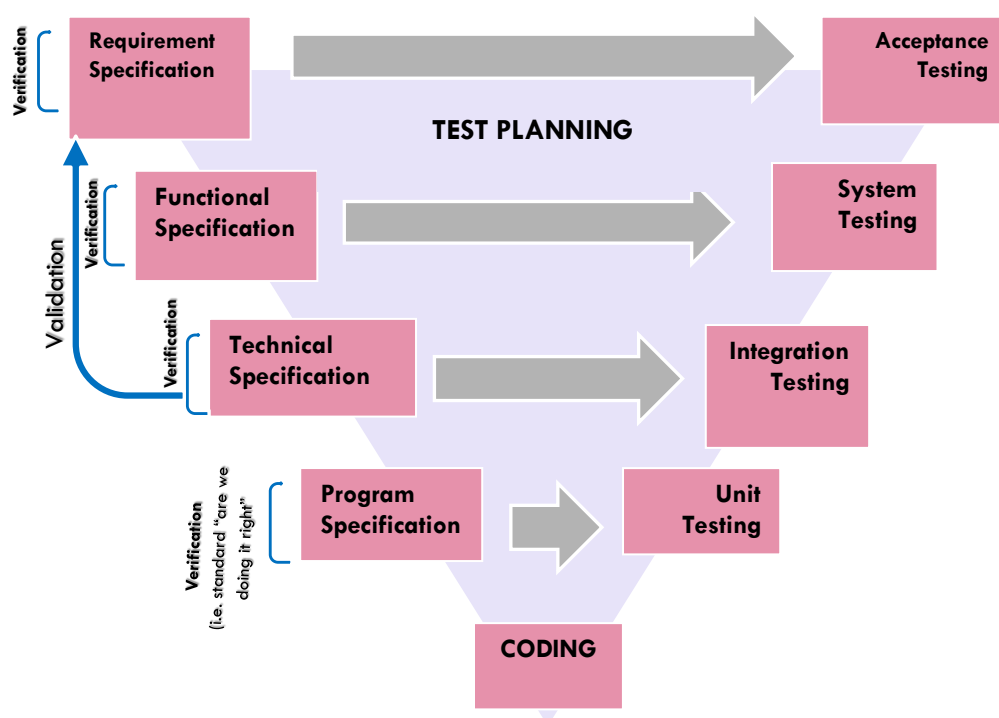 Verification
Requirement
Specification
Acceptance
Testing
TEST PLANNING
Verification
Functional
Specification
System
Testing
Validation
Verification
Technical
Specification
Integration
Testing
Verification
(i.e. standard “are we
doing it right”
Program
Specification
Unit
Testing
CODING